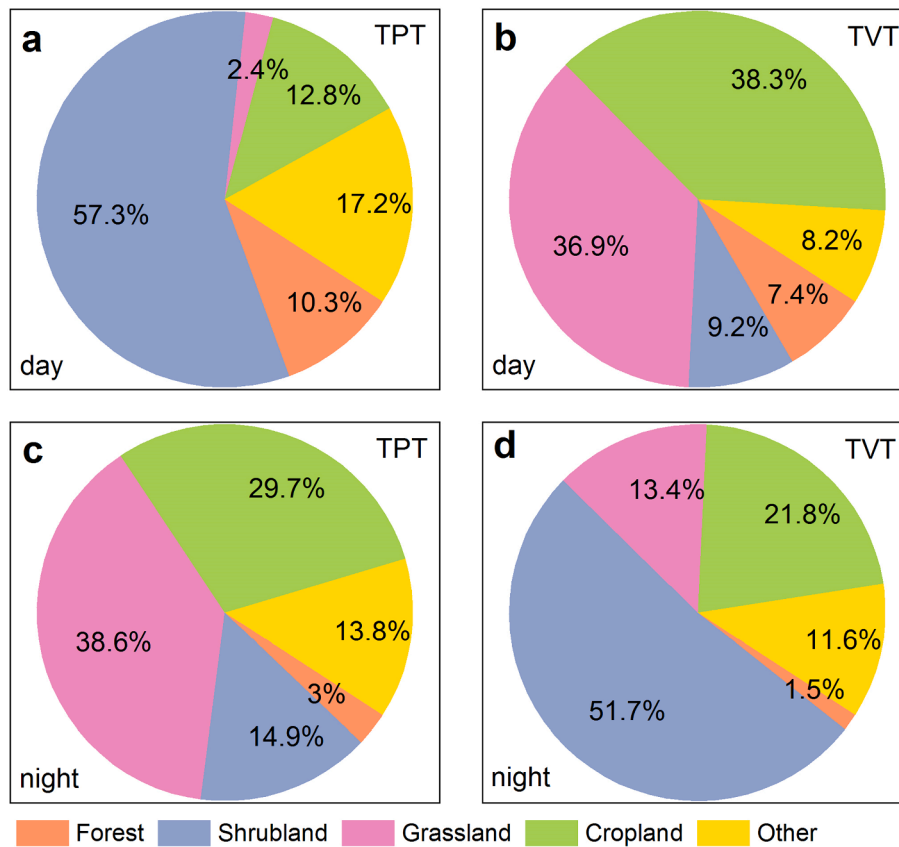 a
TPT
2.4%
12.8%
57.3%
17.2%
10.3%
day
b
TVT
38.3%
36.9%
8.2%
7.4%
9.2%
day
c
TPT
29.7%
38.6%
13.8%
3%
14.9%
night
d
TVT
13.4%
21.8%
11.6%
1.5%
51.7%
night
Forest Shrubland Grassland Cropland Other